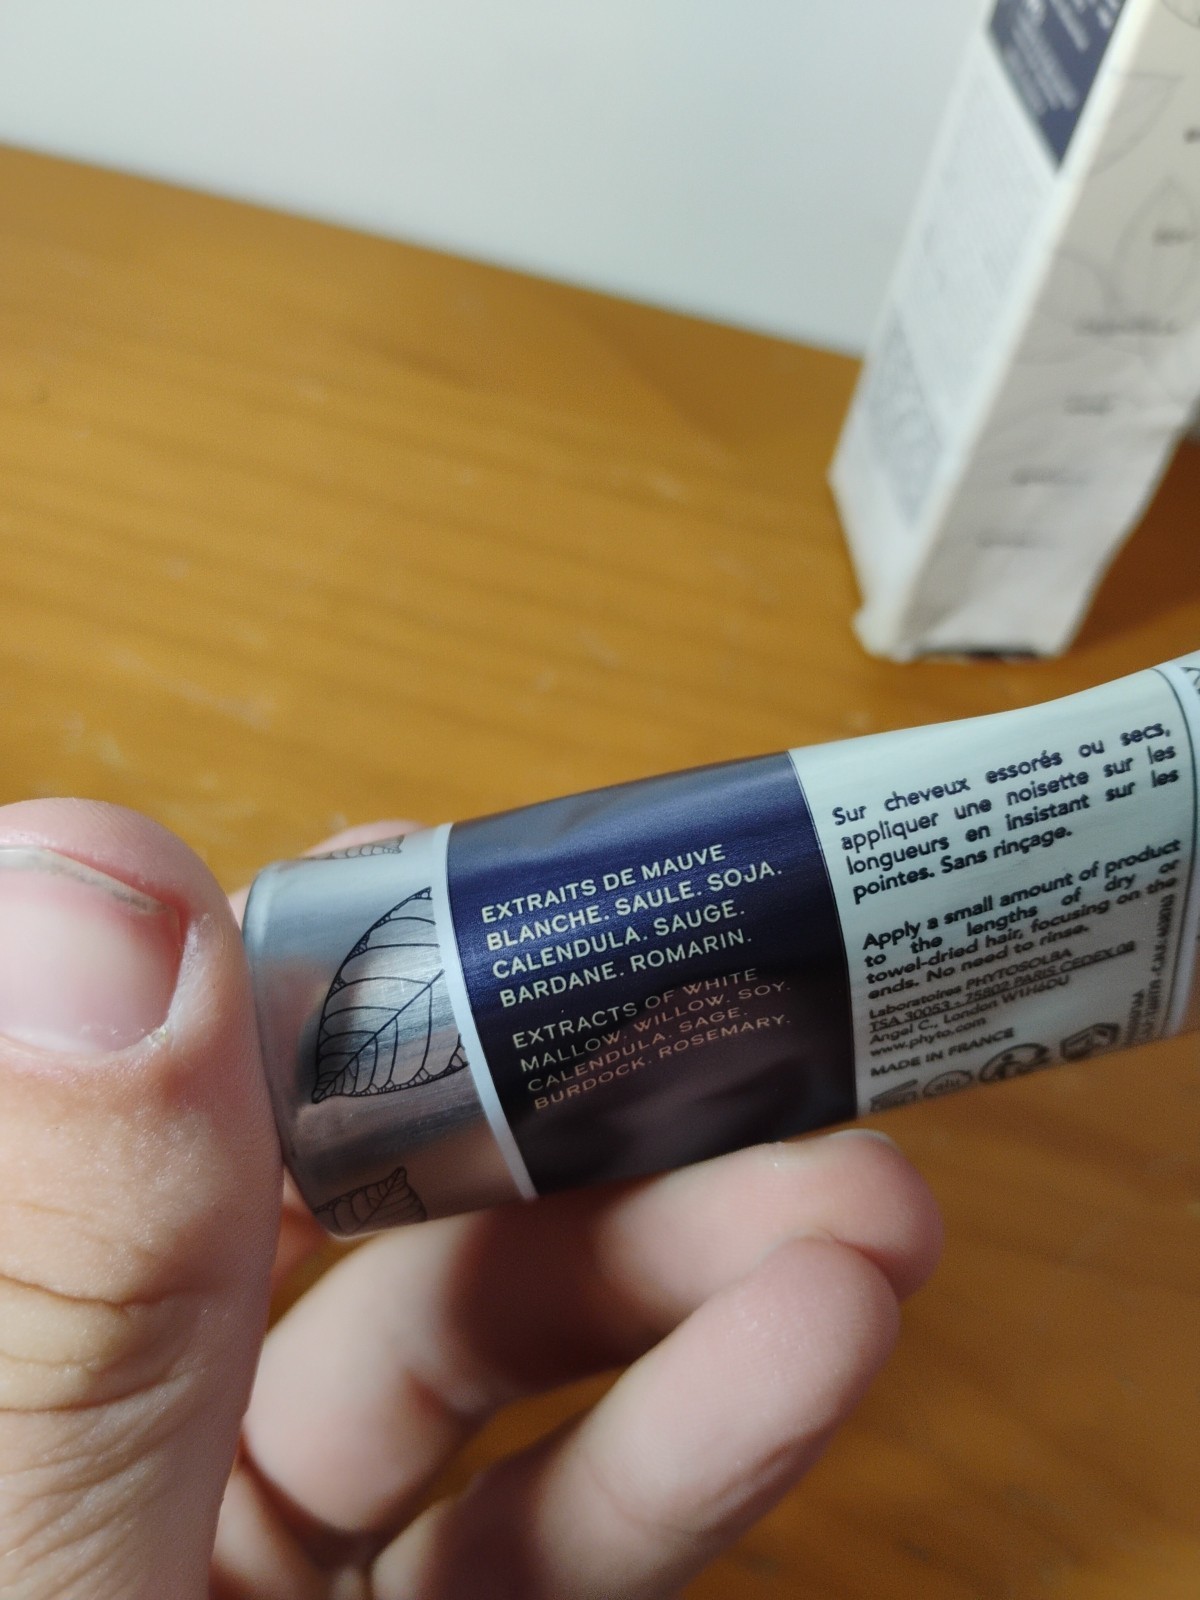 EXTRAITS DE MAUVE
BLANCHE. SAULE. SOJA.
CALENDULA. SAUGE.
BARDANE. ROMARIN.
EXTRACTS OF WHITE
MALLOW. WILLOW. SOY.
CALENDULA. SAGE.
BURDOCK. ROSEMARY.
Sur cheveux essorés ou secs,
appliquer une noisette sur les
longueurs en insistant sur les
pointes. Sans rinçage.
Apply a small amount of product
to the lengths of dry or
towel-dried hair, focusing on the
ends. No need to rinse.
Laboratoires PHYTOSOLBA
TSA 30053 - 75802 PARIS CEDEX 08
Angel C., London W1H6DU
www.phyto.com
MADE IN FRANCE
alu